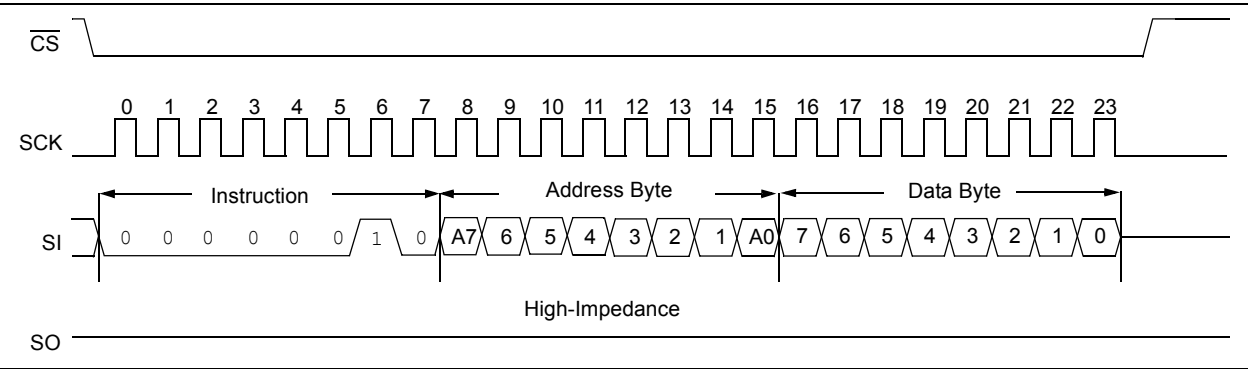 CS
0 1 2 3 4 5 6 7 8 9 10 11 12 13 14 15 16 17 18 19 20 21 22 23
SCK
Instruction Address Byte Data Byte
SI 0 0 0 0 0 0 1 0 A7 6 5 4 3 2 1 A0 7 6 5 4 3 2 1 0
High-Impedance
SO